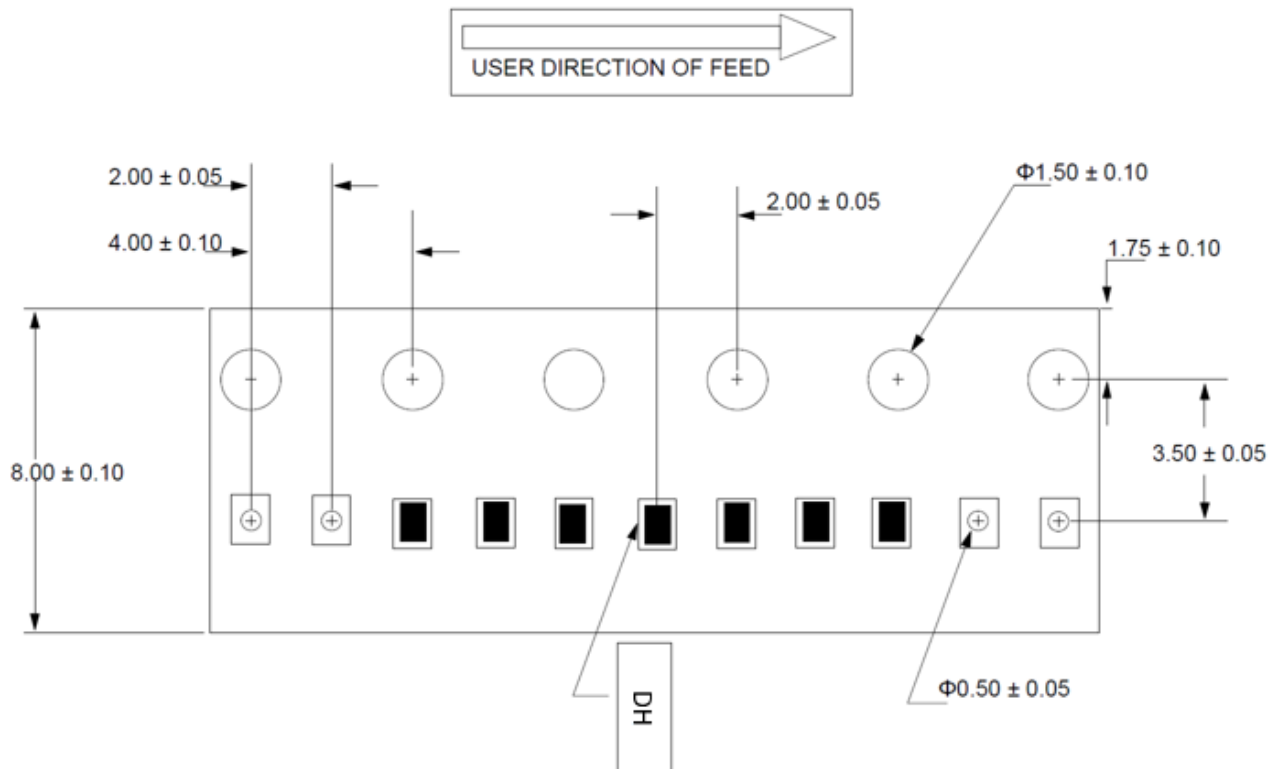 USER DIRECTION OF FEED
2.00 ± 0.05
Φ1.50 ± 0.10
2.00 ± 0.05
4.00 ± 0.10
1.75 ± 0.10
8.00 ± 0.10
3.50 ± 0.05
Φ0.50 ± 0.05
DH